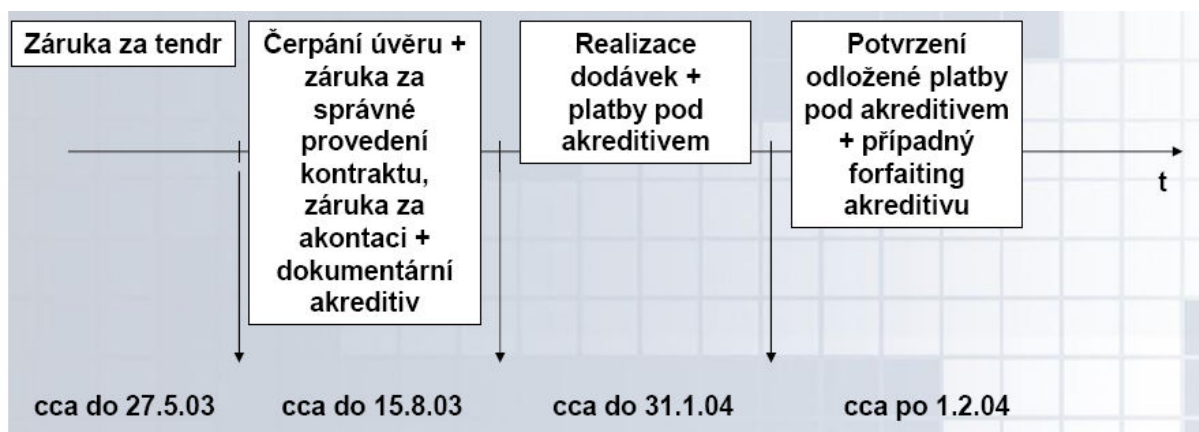 Záruka za tendr
Čerpání úvěru +
záruka za
správné
provedení
kontraktu,
záruka za
akontaci +
dokumentární
akreditiv
Realizace
dodávek +
platby pod
akreditivem
Potvrzení
odložené platby
pod akreditivem
+ případný
forfaiting
akreditivu
t
cca do 27.5.03
cca do 15.8.03
cca do 31.1.04
cca po 1.2.04